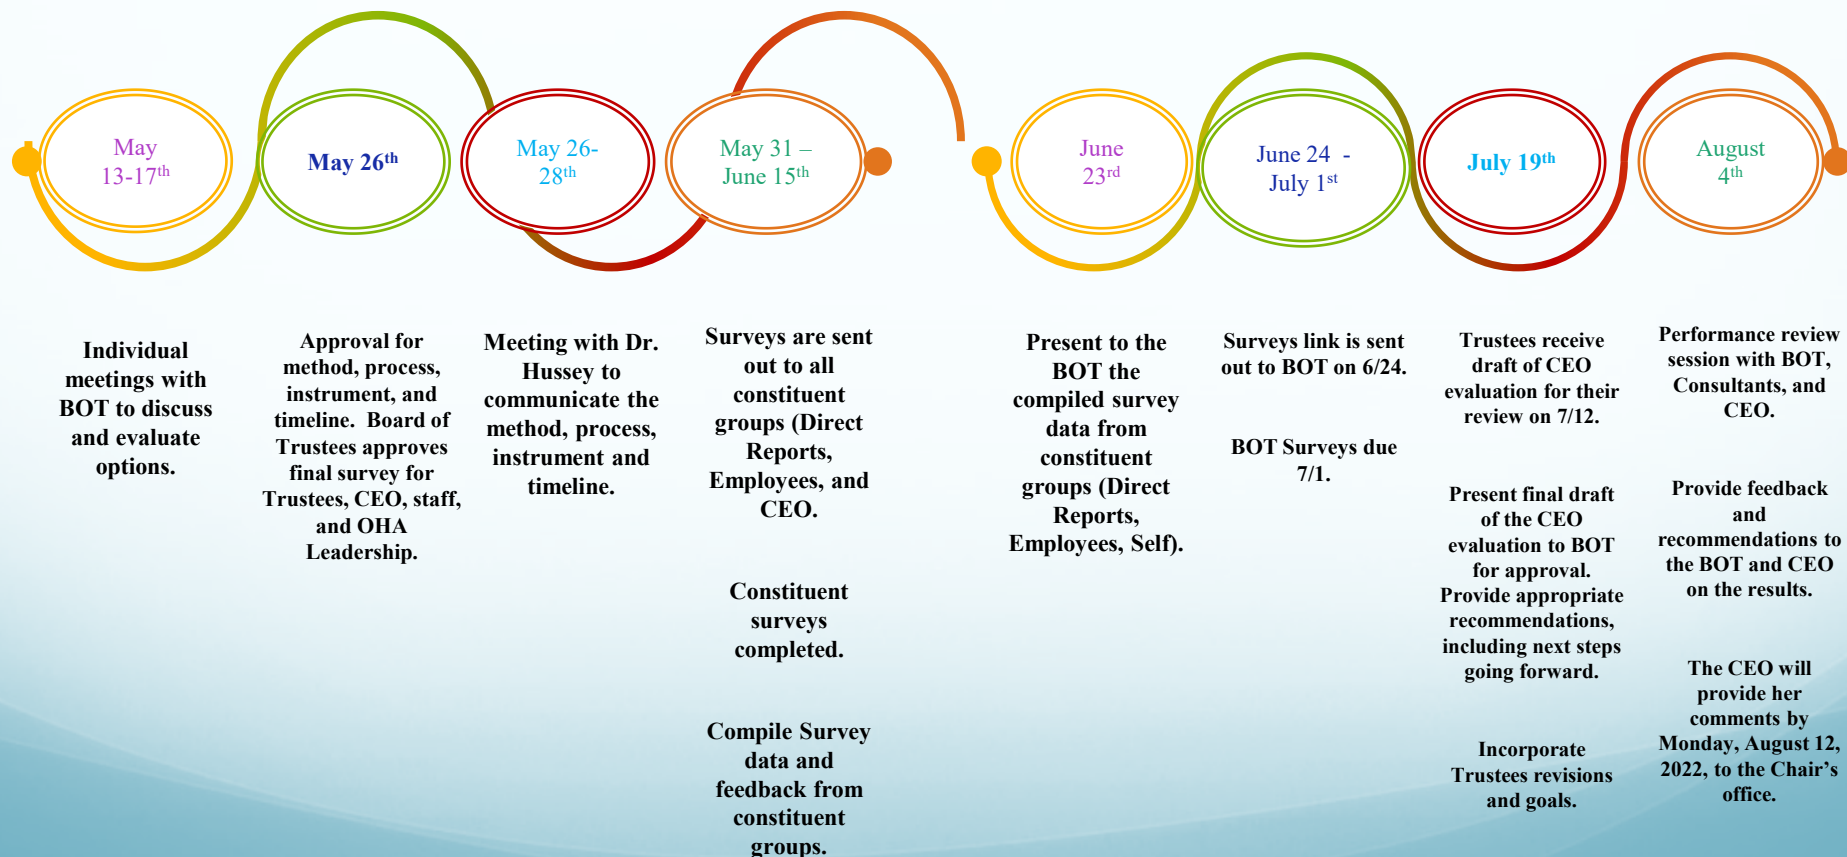 May
13-17th
Individual
meetings with
BOT to discuss
and evaluate
options.
May 26th
Approval for
method, process,
instrument, and
timeline.  Board of
Trustees approves
final survey for
Trustees, CEO, staff,
and OHA
Leadership.
May 26-
28th
Meeting with Dr.
Hussey to
communicate the
method, process,
instrument and
timeline.
May 31 –
June 15th
Surveys are sent
out to all
constituent
groups (Direct
Reports,
Employees, and
CEO.
Constituent
surveys
completed.
Compile Survey
data and
feedback from
constituent
groups.
June
23rd
Present to the
BOT the
compiled survey
data from
constituent
groups (Direct
Reports,
Employees, Self).
June 24  -
July 1st
Surveys link is sent
out to BOT on 6/24.
BOT Surveys due
7/1.
July 19th
Trustees receive
draft of CEO
evaluation for their
review on 7/12.
Present final draft
of the CEO
evaluation to BOT
for approval.
Provide appropriate
recommendations,
including next steps
going forward.
Incorporate
Trustees revisions
and goals.
August
4th
Performance review
session with BOT,
Consultants, and
CEO.
Provide feedback
and
recommendations to
the BOT and CEO
on the results.
The CEO will
provide her
comments by
Monday, August 12,
2022, to the Chair's
office.